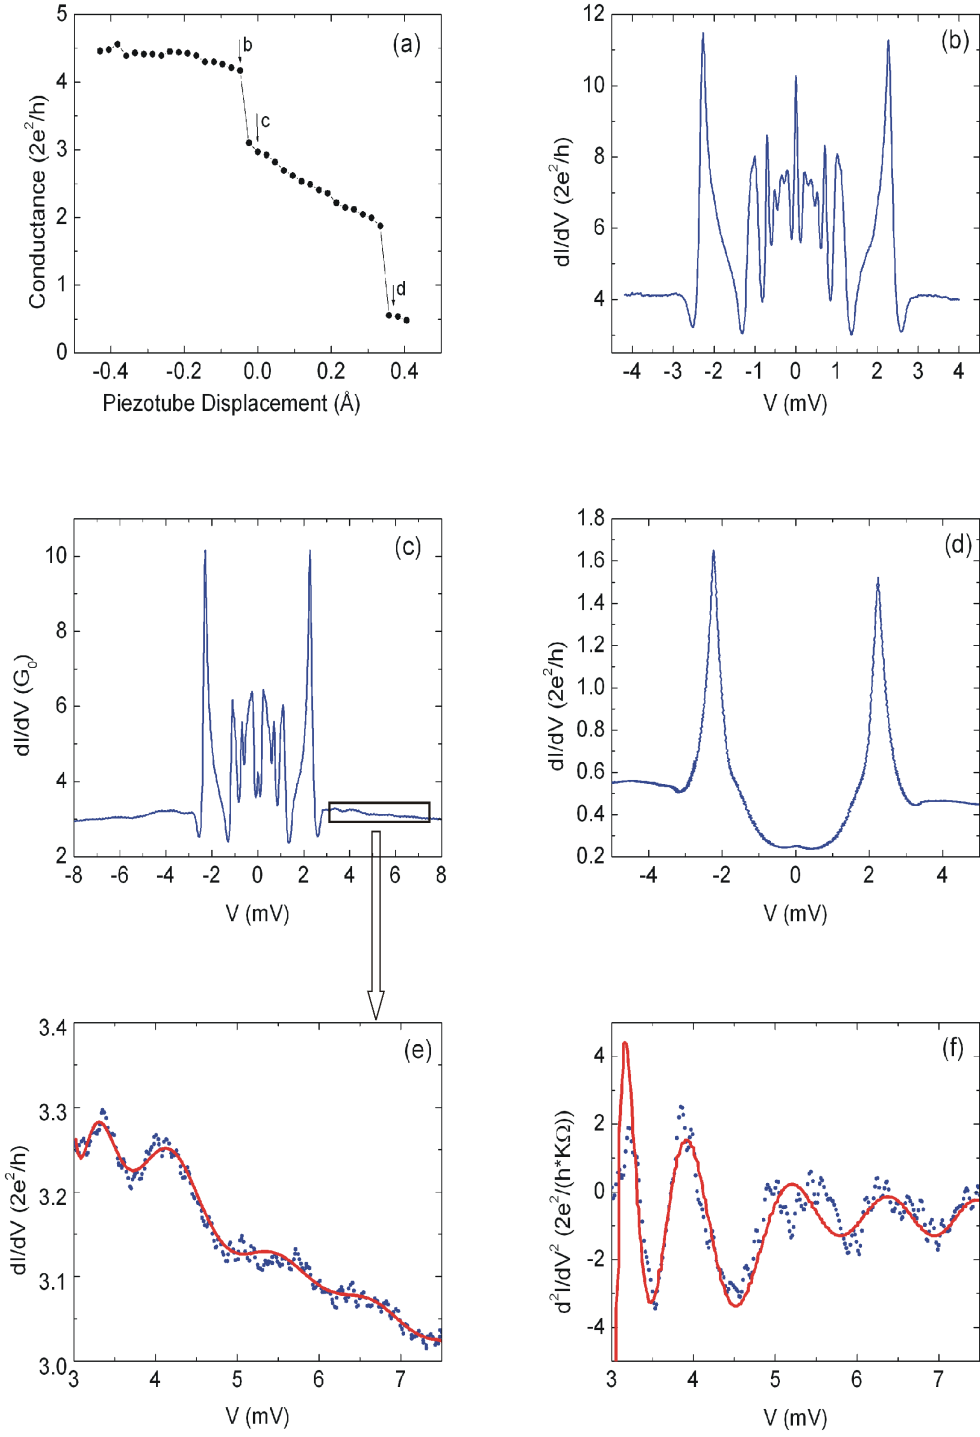 (a)
Conductance (2e²/h)
5
4
3
2
1
0
b
c
d
-0.4 -0.2 0.0 0.2 0.4
Piezotube Displacement (Å)
(b)
dI/dV (2e²/h)
12
10
8
6
4
-4 -3 -2 -1 0 1 2 3 4
V (mV)
(c)
dI/dV (G₀)
10
8
6
4
2
-8 -6 -4 -2 0 2 4 6 8
V (mV)
(d)
dI/dV (2e²/h)
1.8
1.6
1.4
1.2
1.0
0.8
0.6
0.4
0.2
-4 -2 0 2 4
V (mV)
(e)
dI/dV (2e²/h)
3.4
3.3
3.2
3.1
3.0
3 4 5 6 7
V (mV)
(f)
d²I/dV² (2e²/(h*KΩ))
4
2
0
-2
-4
3 4 5 6 7
V (mV)